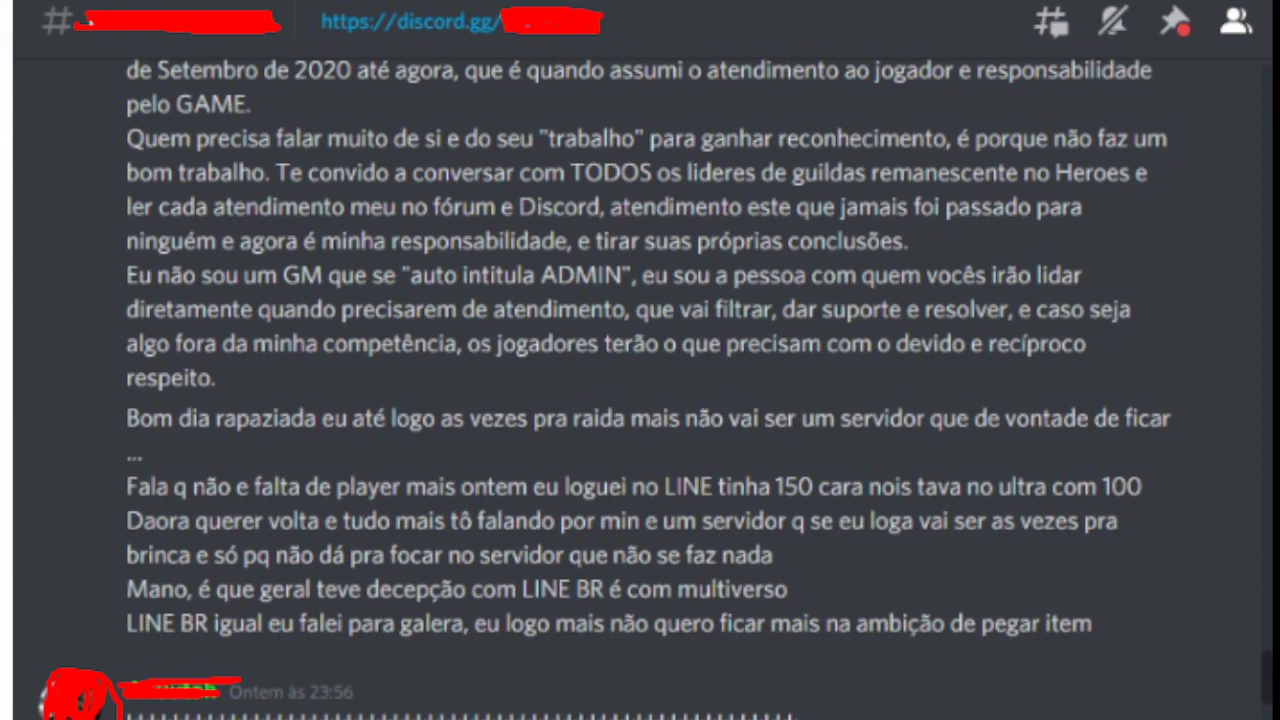 https://discord.gg/
de Setembro de 2020 até agora, que é quando assumi o atendimento ao jogador e responsabilidade
pelo GAME.
Quem precisa falar muito de si e do seu "trabalho" para ganhar reconhecimento, é porque não faz um
bom trabalho. Te convido a conversar com TODOS os lideres de guildas remanescente no Heroes e
ler cada atendimento meu no fórum e Discord, atendimento este que jamais foi passado para
ninguém e agora é minha responsabilidade, e tirar suas próprias conclusões.
Eu não sou um GM que se "auto intitula ADMIN", eu sou a pessoa com quem vocês irão lidar
diretamente quando precisarem de atendimento, que vai filtrar, dar suporte e resolver, e caso seja
algo fora da minha competência, os jogadores terão o que precisam com o devido e recíproco
respeito.
Bom dia rapaziada eu até logo as vezes pra raida mais não vai ser um servidor que de vontade de ficar
...
Fala q não e falta de player mais ontem eu loguei no LINE tinha 150 cara nois tava no ultra com 100
Daora querer volta e tudo mais tô falando por min e um servidor q se eu loga vai ser as vezes pra
brinca e só pq não dá pra focar no servidor que não se faz nada
Mano, é que geral teve decepção com LINE BR é com multiverso
LINE BR igual eu falei para galera, eu logo mais não quero ficar mais na ambição de pegar item
Ontem às 23:56